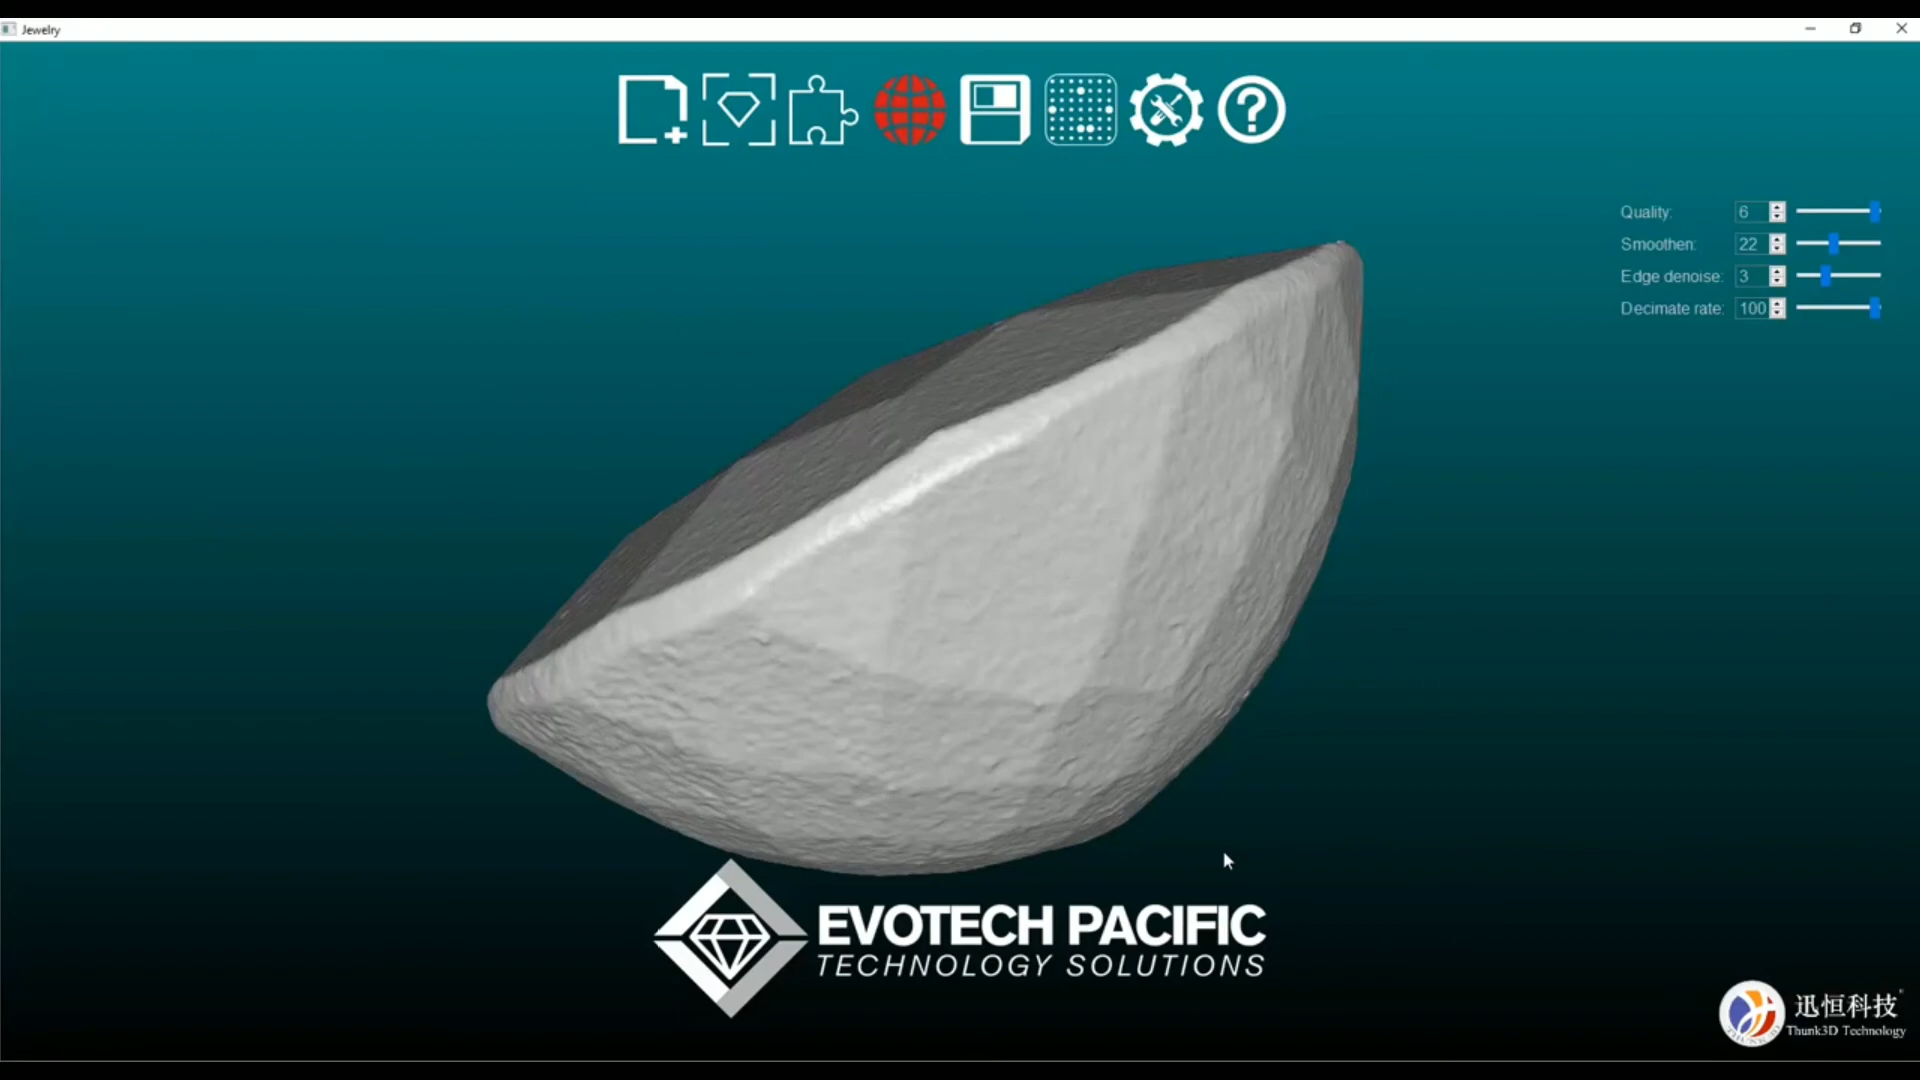 Jewelry
Quality: 6
Smoothen: 22
Edge denoise: 3
Decimate rate: 100
EVOTECH PACIFIC
TECHNOLOGY SOLUTIONS
迅恒科技
Thunk3D Technology